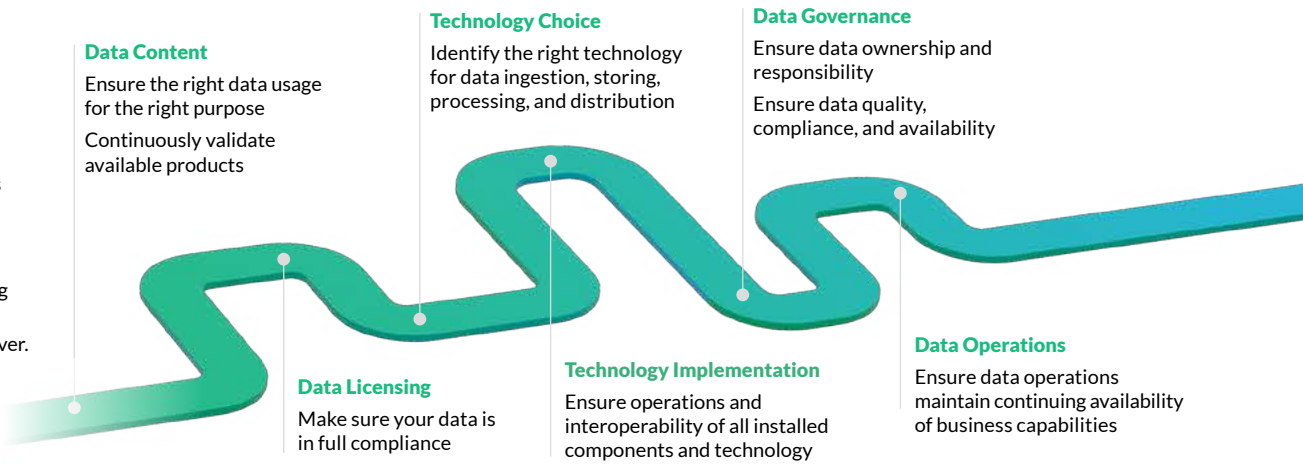 Data Content
Ensure the right data usage
for the right purpose
Continuously validate
available products
Data Licensing
Make sure your data is
in full compliance
Technology Choice
Identify the right technology
for data ingestion, storing,
processing, and distribution
Technology Implementation
Ensure operations and
interoperability of all installed
components and technology
Data Governance
Ensure data ownership and
responsibility
Ensure data quality,
compliance, and availability
Data Operations
Ensure data operations
maintain continuing availability
of business capabilities